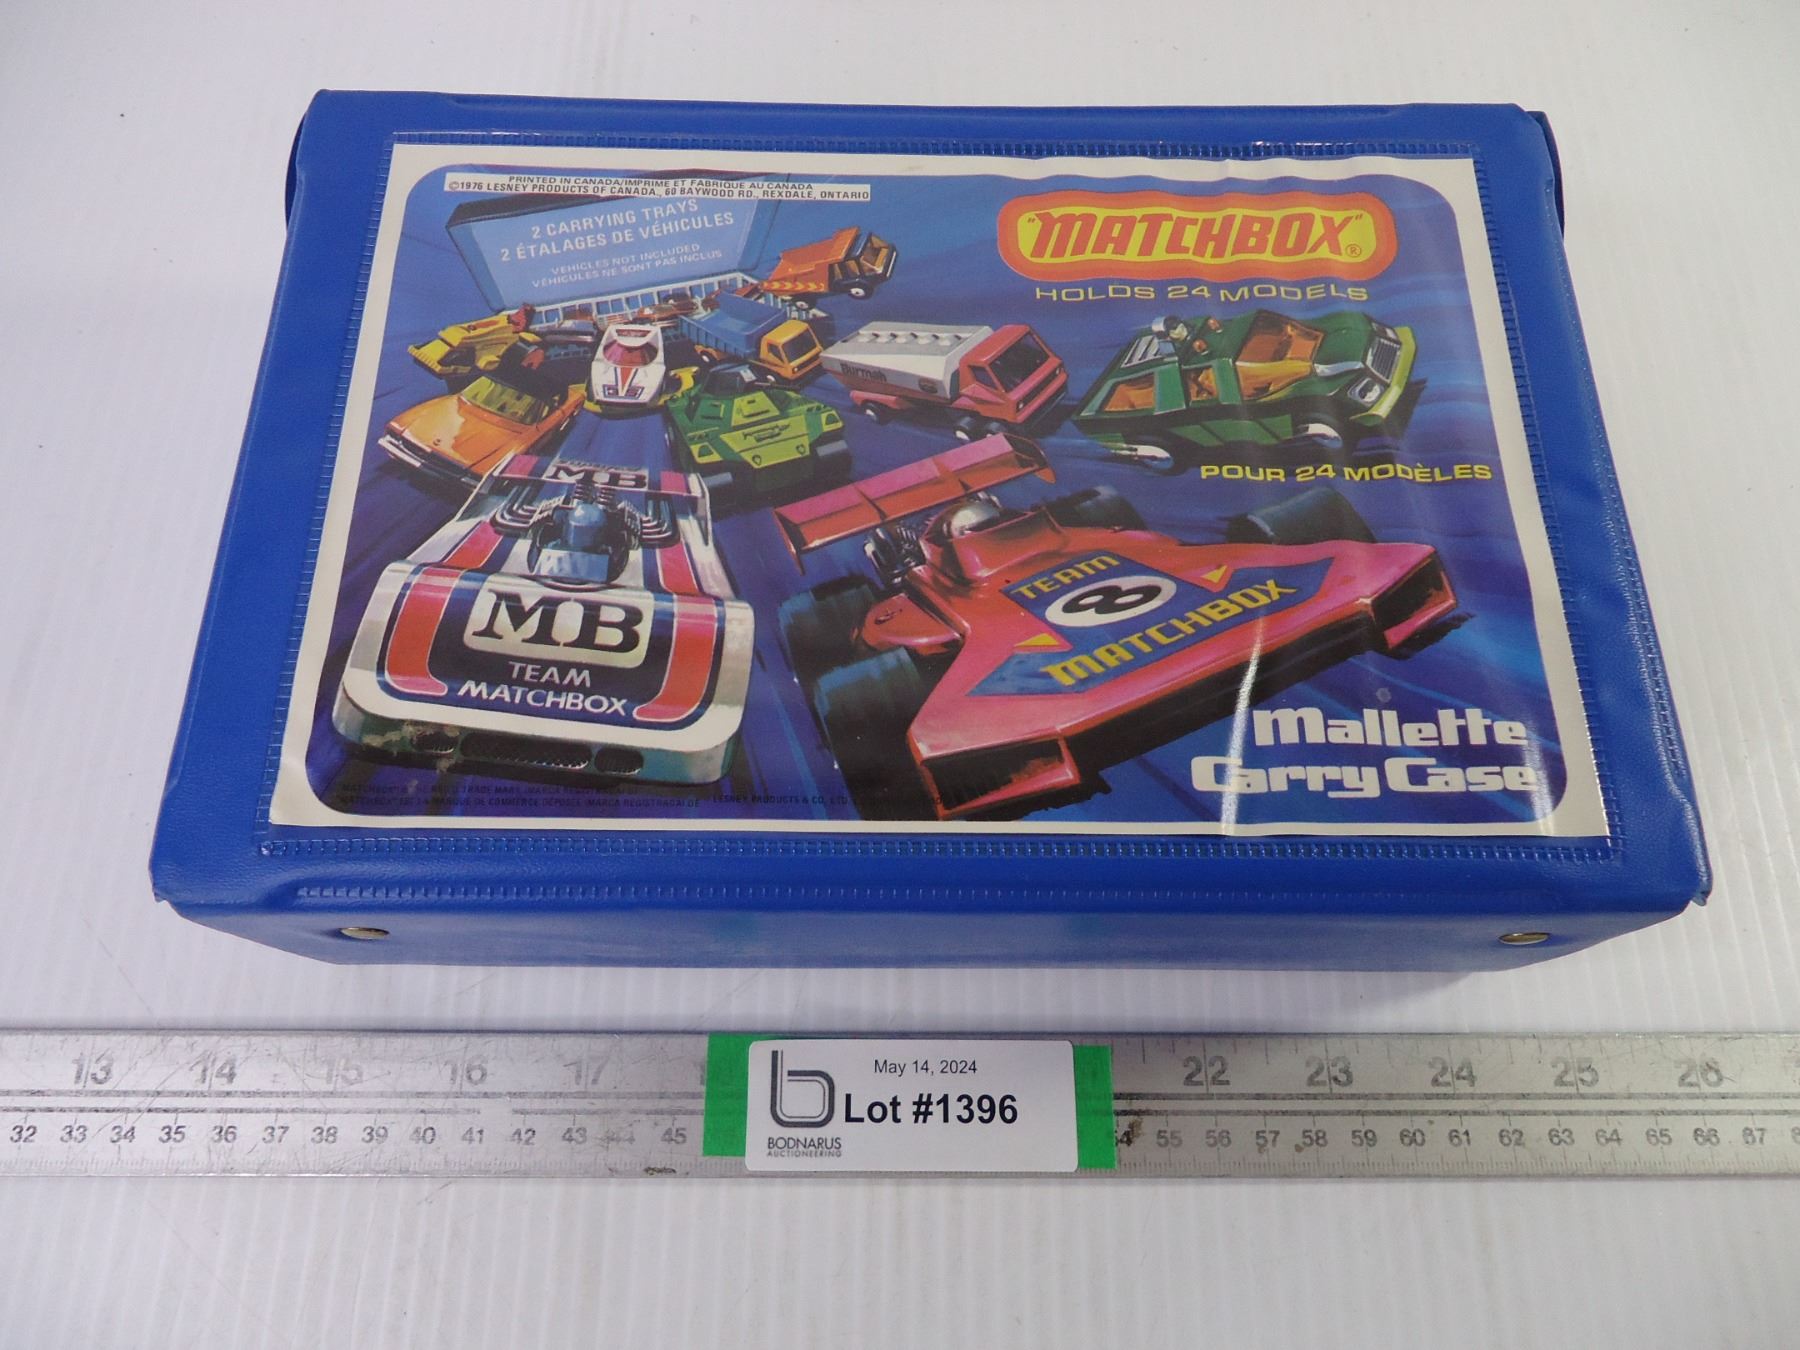 PRINTED IN CANADA/IMPRIME ET FABRIQUE AU CANADA
©1976 LESNEY PRODUCTS OF CANADA., 60 BAYWOOD RD., REXDALE, ONTARIO
2 CARRYING TRAYS
2 ÉTALAGES DE VÉHICULES
VEHICLES NOT INCLUDED
VÉHICULES NE SONT PAS INCLUS
"MATCHBOX"®
HOLDS 24 MODELS
Burmah
POUR 24 MODÈLES
MB
MB
TEAM
MATCHBOX
TEAM
8
MATCHBOX
Mallette
Carry Case
13 14 15 16 17 22 23 24 25 26
May 14, 2024
Lot #1396
BODNARUS
AUCTIONEERING
32 33 34 35 36 37 38 39 40 41 42 43 44 45 54 55 56 57 58 59 60 61 62 63 64 65 66 67